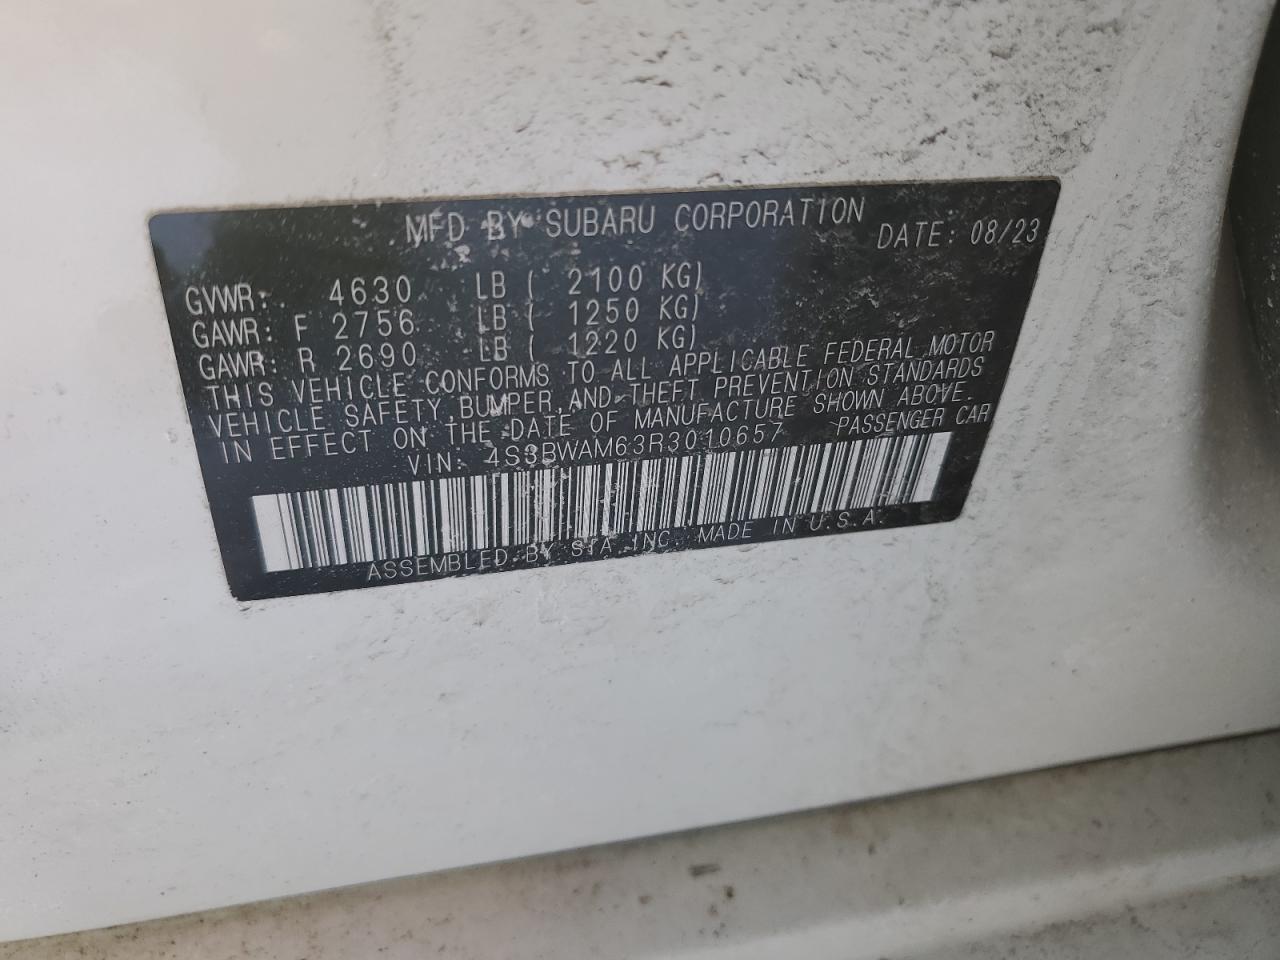 MFD BY SUBARU CORPORATION DATE: 08/23
GVWR: 4630 LB ( 2100 KG)
GAWR: F 2756 LB ( 1250 KG)
GAWR: R 2690 LB ( 1220 KG)
THIS VEHICLE CONFORMS TO ALL APPLICABLE FEDERAL MOTOR
VEHICLE SAFETY,BUMPER,AND THEFT PREVENTION STANDARDS
IN EFFECT ON THE DATE OF MANUFACTURE SHOWN ABOVE.
VIN: 4S3BWAM63R3010657 PASSENGER CAR
ASSEMBLED BY SIA INC. MADE IN U.S.A.